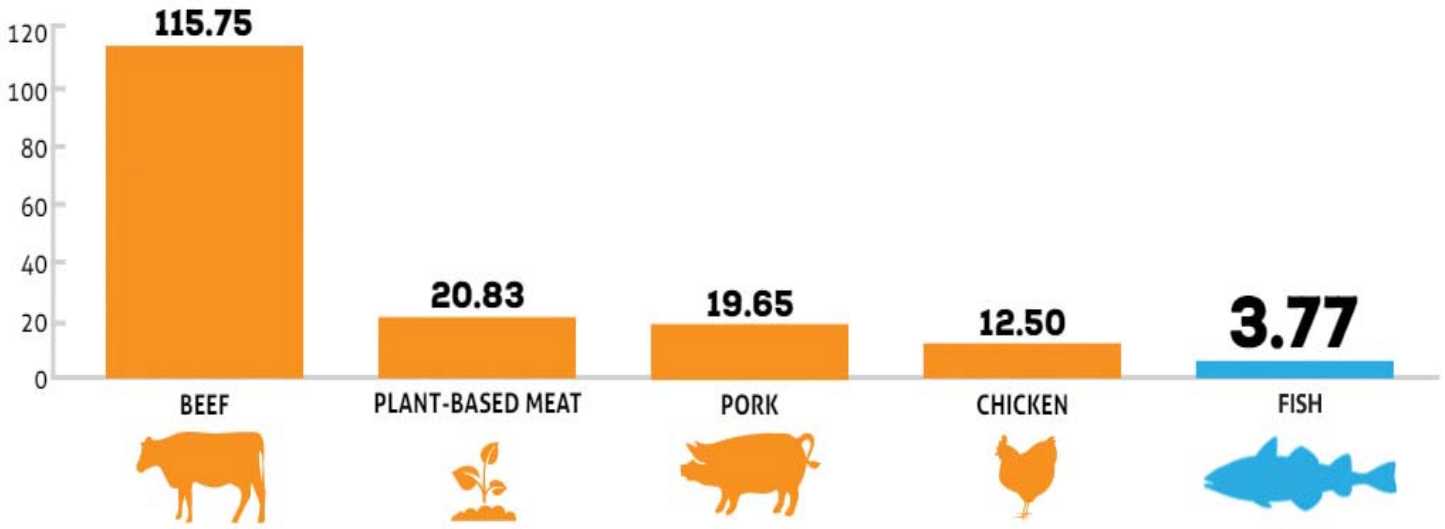 120
100
80
60
40
20
0
115.75
20.83
19.65
12.50
3.77
BEEF
PLANT-BASED MEAT
PORK
CHICKEN
FISH